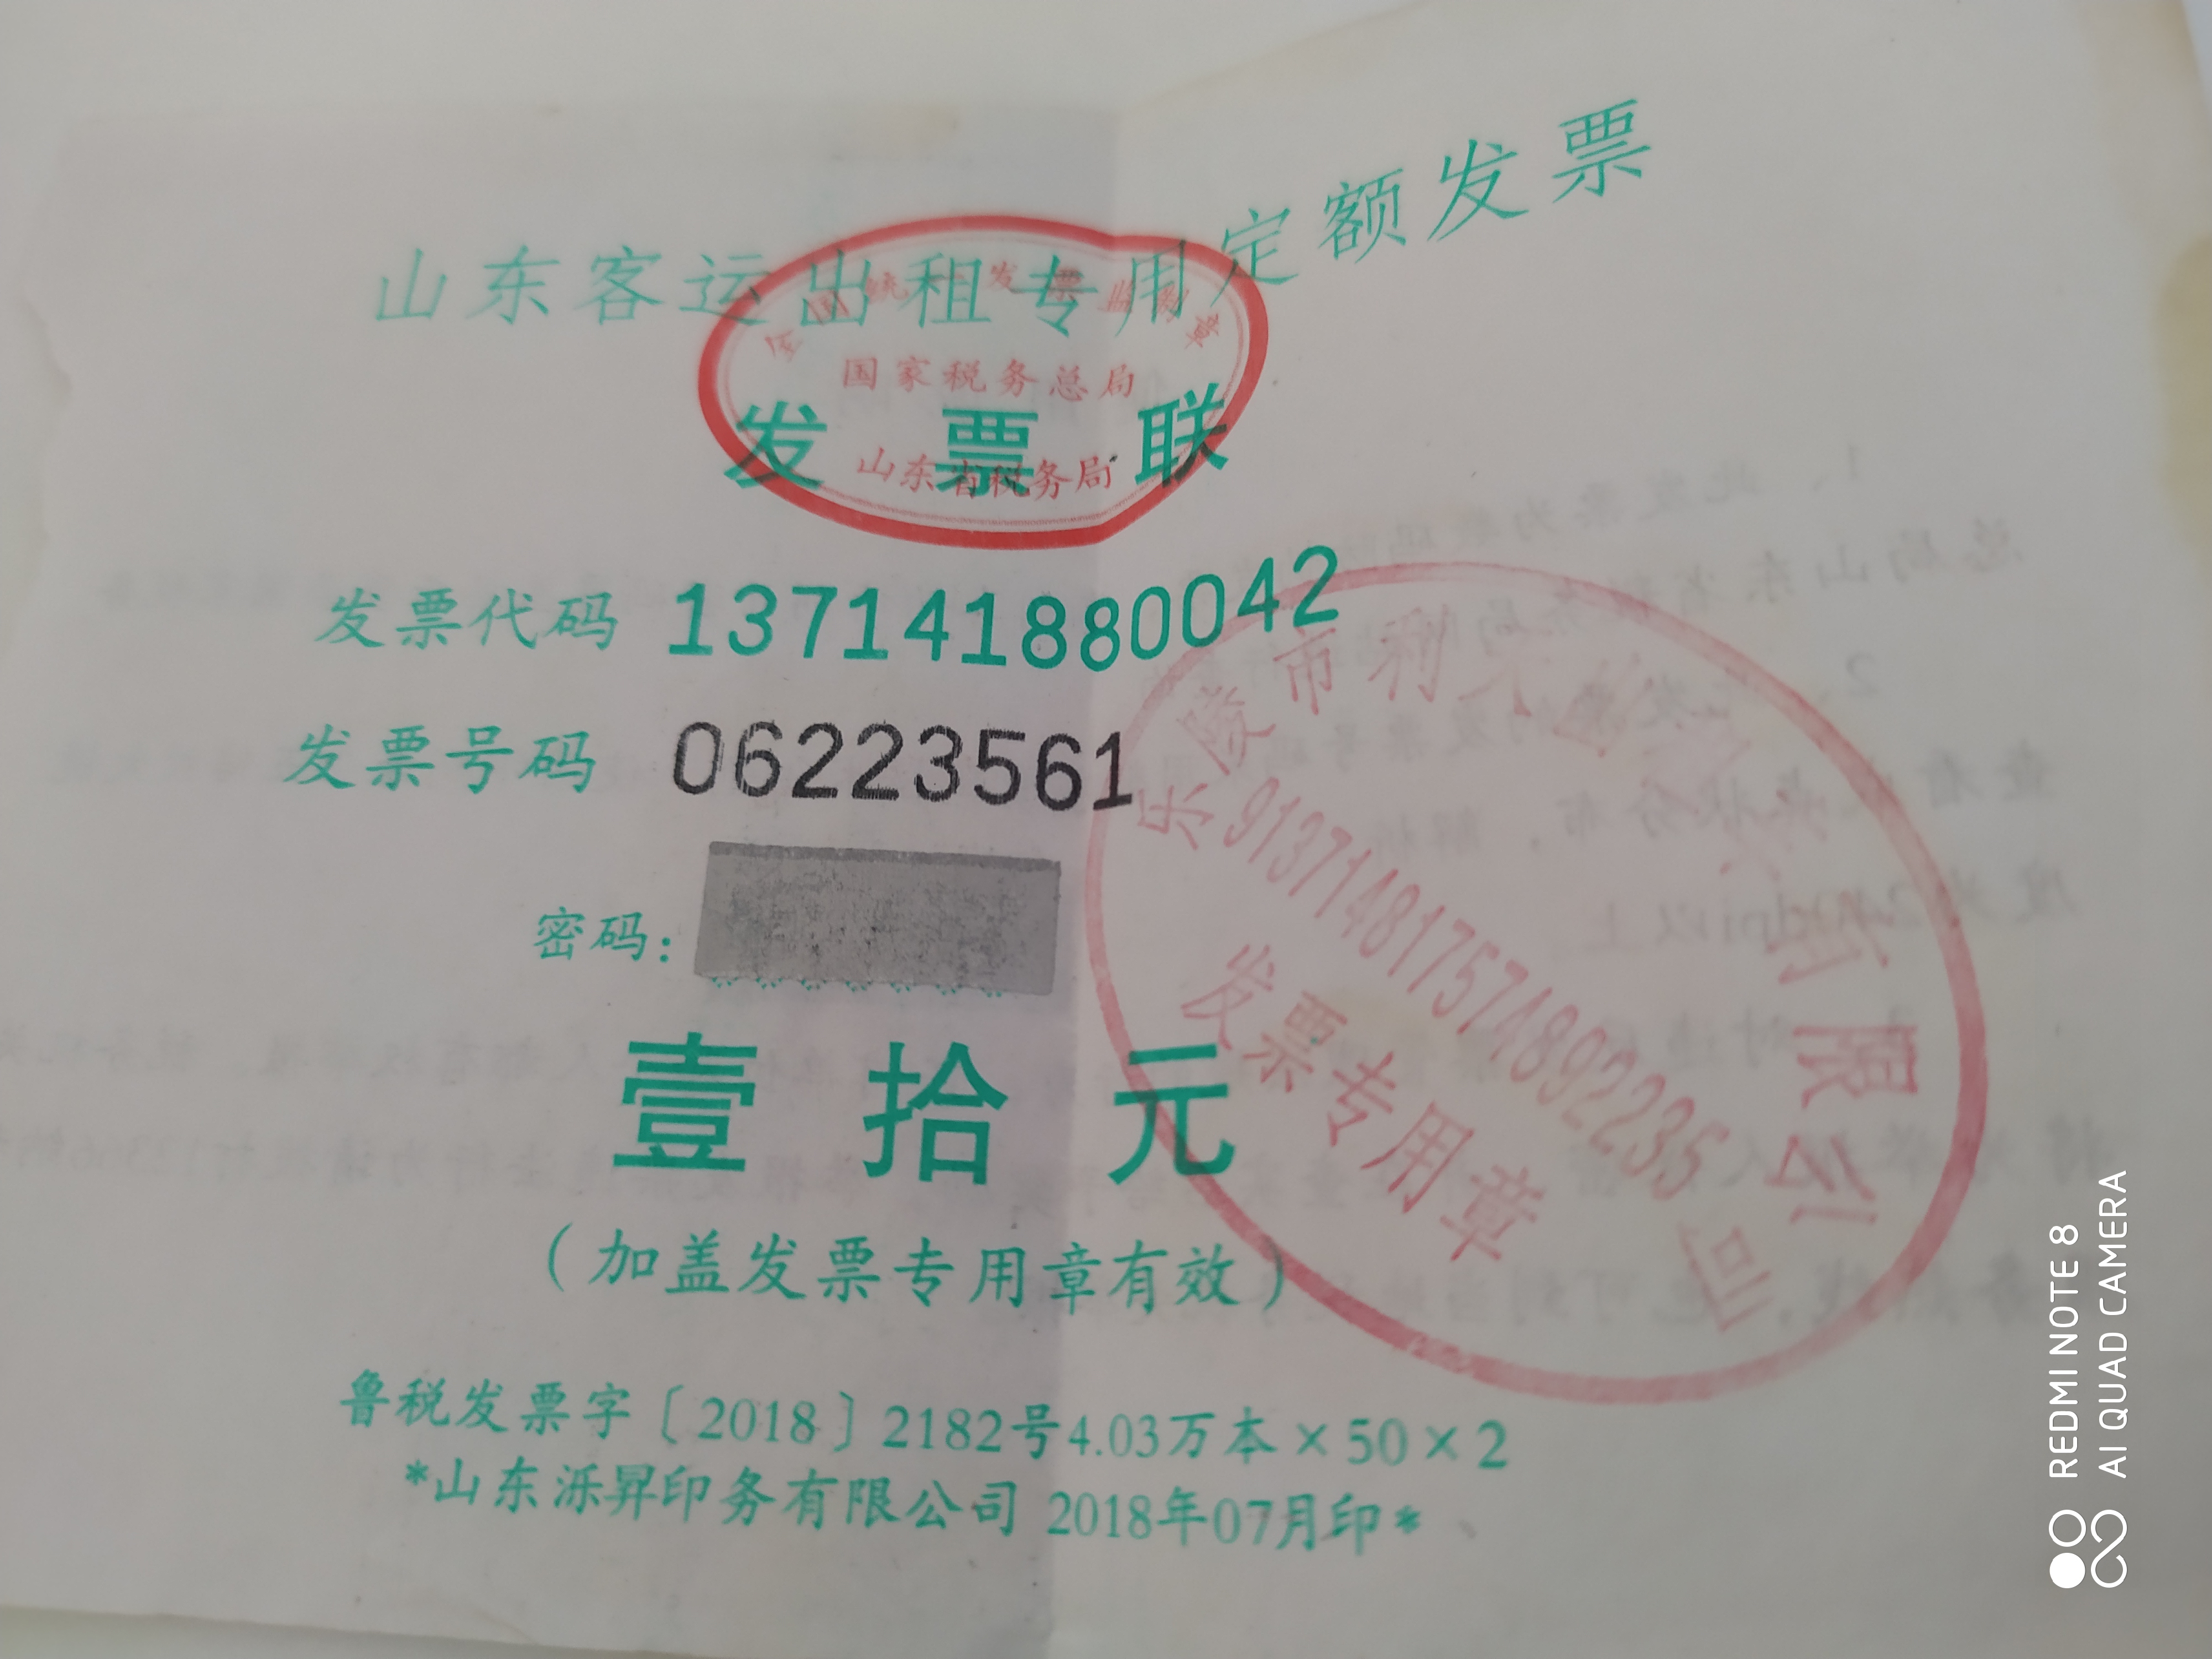 山东客运出租专用定额发票
国家税务总局
山东省税务局
发票联
发票代码 137141880042
发票号码 06223561
密码:
壹拾元
(加盖发票专用章有效)
鲁税发票字〔2018〕2182号4.03万本×50×2
*山东泺昇印务有限公司 2018年07月印*
乐陵市利
913714817574892235
发票专用章
REDMI NOTE 8
AI QUAD CAMERA